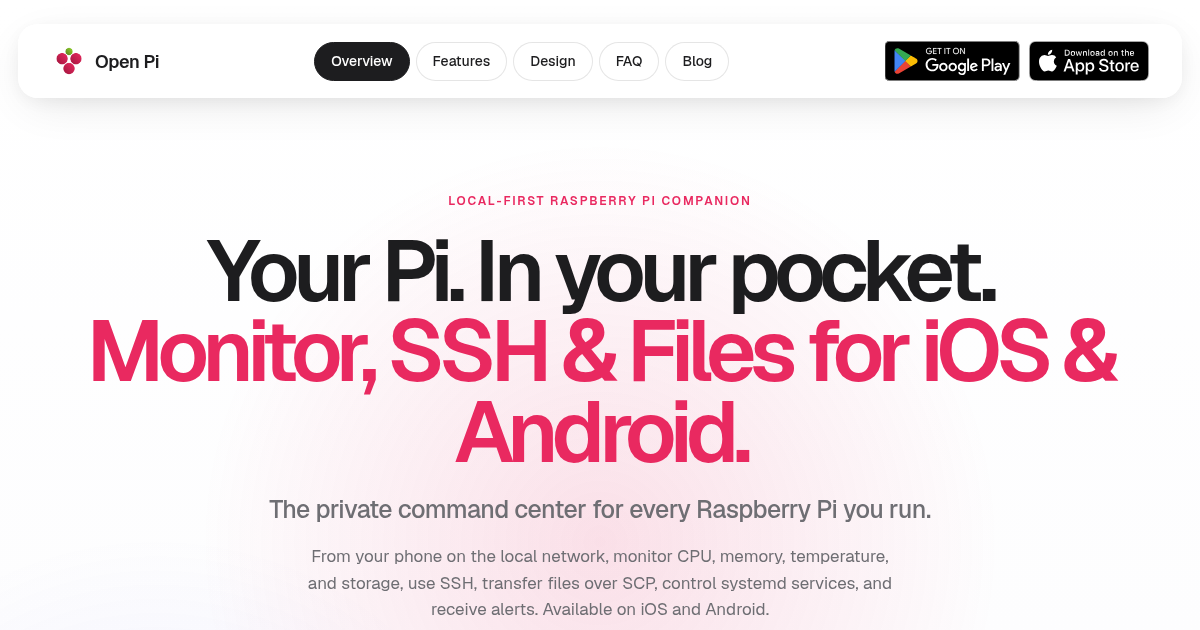 Open Pi
Overview
Features
Design
FAQ
Blog
GET IT ON
Google Play
Download on the
App Store
LOCAL-FIRST RASPBERRY PI COMPANION
Your Pi. In your pocket.
Monitor, SSH & Files for iOS &
Android.
The private command center for every Raspberry Pi you run.
From your phone on the local network, monitor CPU, memory, temperature,
and storage, use SSH, transfer files over SCP, control systemd services, and
receive alerts. Available on iOS and Android.